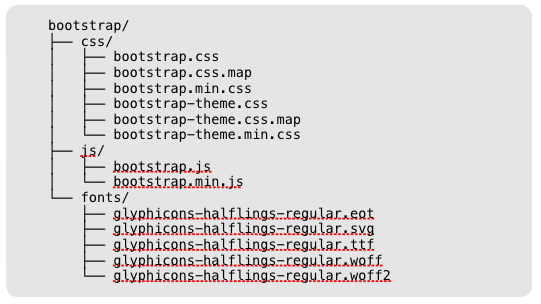 bootstrap/
├── css/
│   ├── bootstrap.css
│   ├── bootstrap.css.map
│   ├── bootstrap.min.css
│   ├── bootstrap-theme.css
│   ├── bootstrap-theme.css.map
│   └── bootstrap-theme.min.css
├── js/
│   ├── bootstrap.js
│   └── bootstrap.min.js
└── fonts/
    ├── glyphicons-halflings-regular.eot
    ├── glyphicons-halflings-regular.svg
    ├── glyphicons-halflings-regular.ttf
    ├── glyphicons-halflings-regular.woff
    └── glyphicons-halflings-regular.woff2